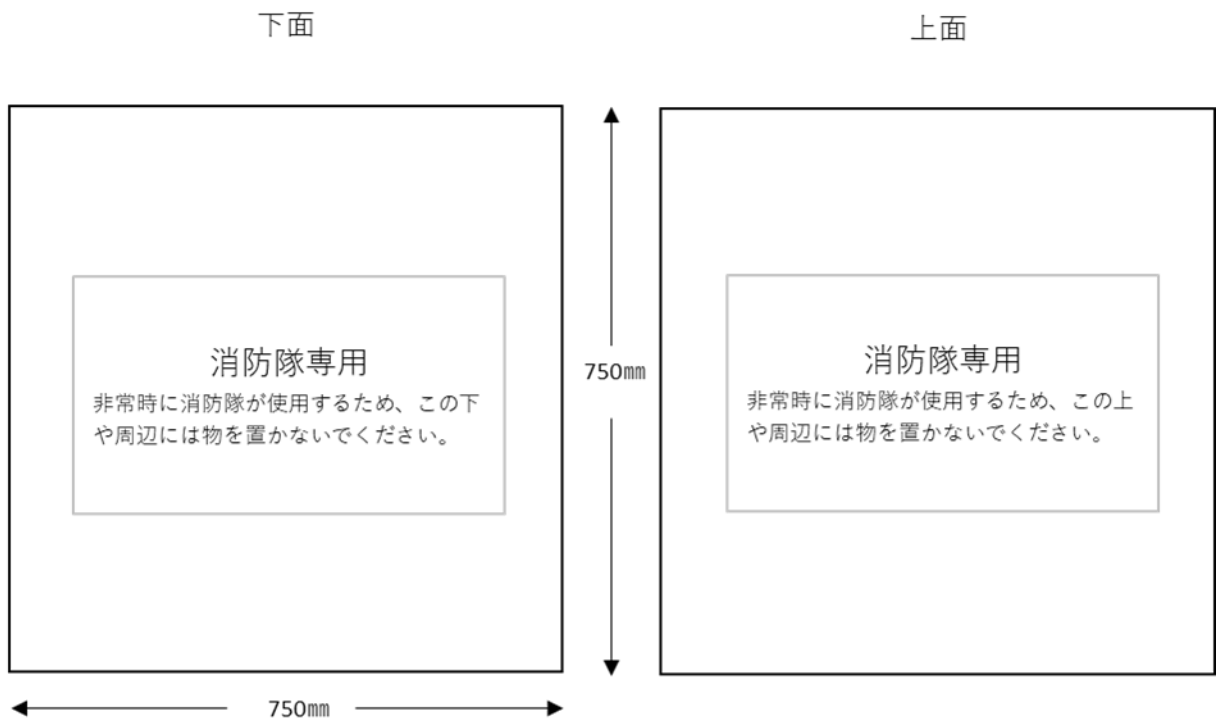 下面
上面
消防隊専用
非常時に消防隊が使用するため、この下
や周辺には物を置かないでください。
750㎜
消防隊専用
非常時に消防隊が使用するため、この上
や周辺には物を置かないでください。
750㎜